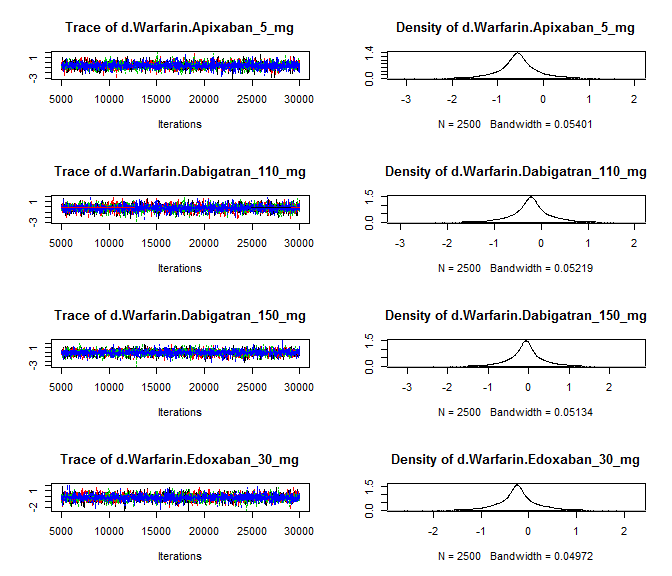 Trace of d.Warfarin.Apixaban_5_mg
Density of d.Warfarin.Apixaban_5_mg
1
-3
5000 10000 15000 20000 25000 30000
Iterations
1.4
0.0
-3 -2 -1 0 1 2
N = 2500 Bandwidth = 0.05401
Trace of d.Warfarin.Dabigatran_110_mg
Density of d.Warfarin.Dabigatran_110_mg
1
-3
5000 10000 15000 20000 25000 30000
Iterations
1.5
0.0
-3 -2 -1 0 1 2
N = 2500 Bandwidth = 0.05219
Trace of d.Warfarin.Dabigatran_150_mg
Density of d.Warfarin.Dabigatran_150_mg
1
-3
5000 10000 15000 20000 25000 30000
Iterations
1.5
0.0
-3 -2 -1 0 1 2
N = 2500 Bandwidth = 0.05134
Trace of d.Warfarin.Edoxaban_30_mg
Density of d.Warfarin.Edoxaban_30_mg
1
-2
5000 10000 15000 20000 25000 30000
Iterations
1.5
0.0
-2 -1 0 1 2
N = 2500 Bandwidth = 0.04972